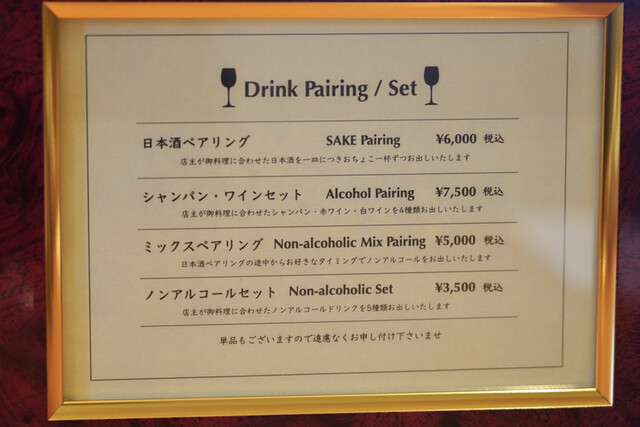 Drink Pairing / Set
日本酒ペアリング SAKE Pairing ¥6,000 税込
店主が御料理に合わせた日本酒を一皿につきおちょこ一杯ずつお出しいたします
シャンパン・ワインセット Alcohol Pairing ¥7,500 税込
店主が御料理に合わせたシャンパン・赤ワイン・白ワインを4種類お出しいたします
ミックスペアリング Non-alcoholic Mix Pairing ¥5,000 税込
日本酒ペアリングの途中からお好きなタイミングでノンアルコールをお出しいたします
ノンアルコールセット Non-alcoholic Set ¥3,500 税込
店主が御料理に合わせたノンアルコールドリンクを5種類お出しいたします
単品もございますので遠慮なくお申し付け下さいませ